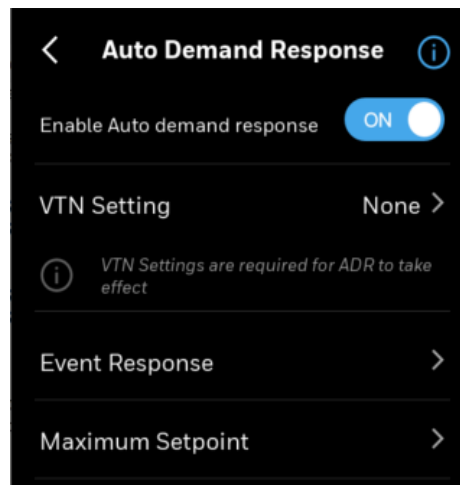 Auto Demand Response
Enable Auto demand response ON
VTN Setting None
VTN Settings are required for ADR to take
effect
Event Response
Maximum Setpoint